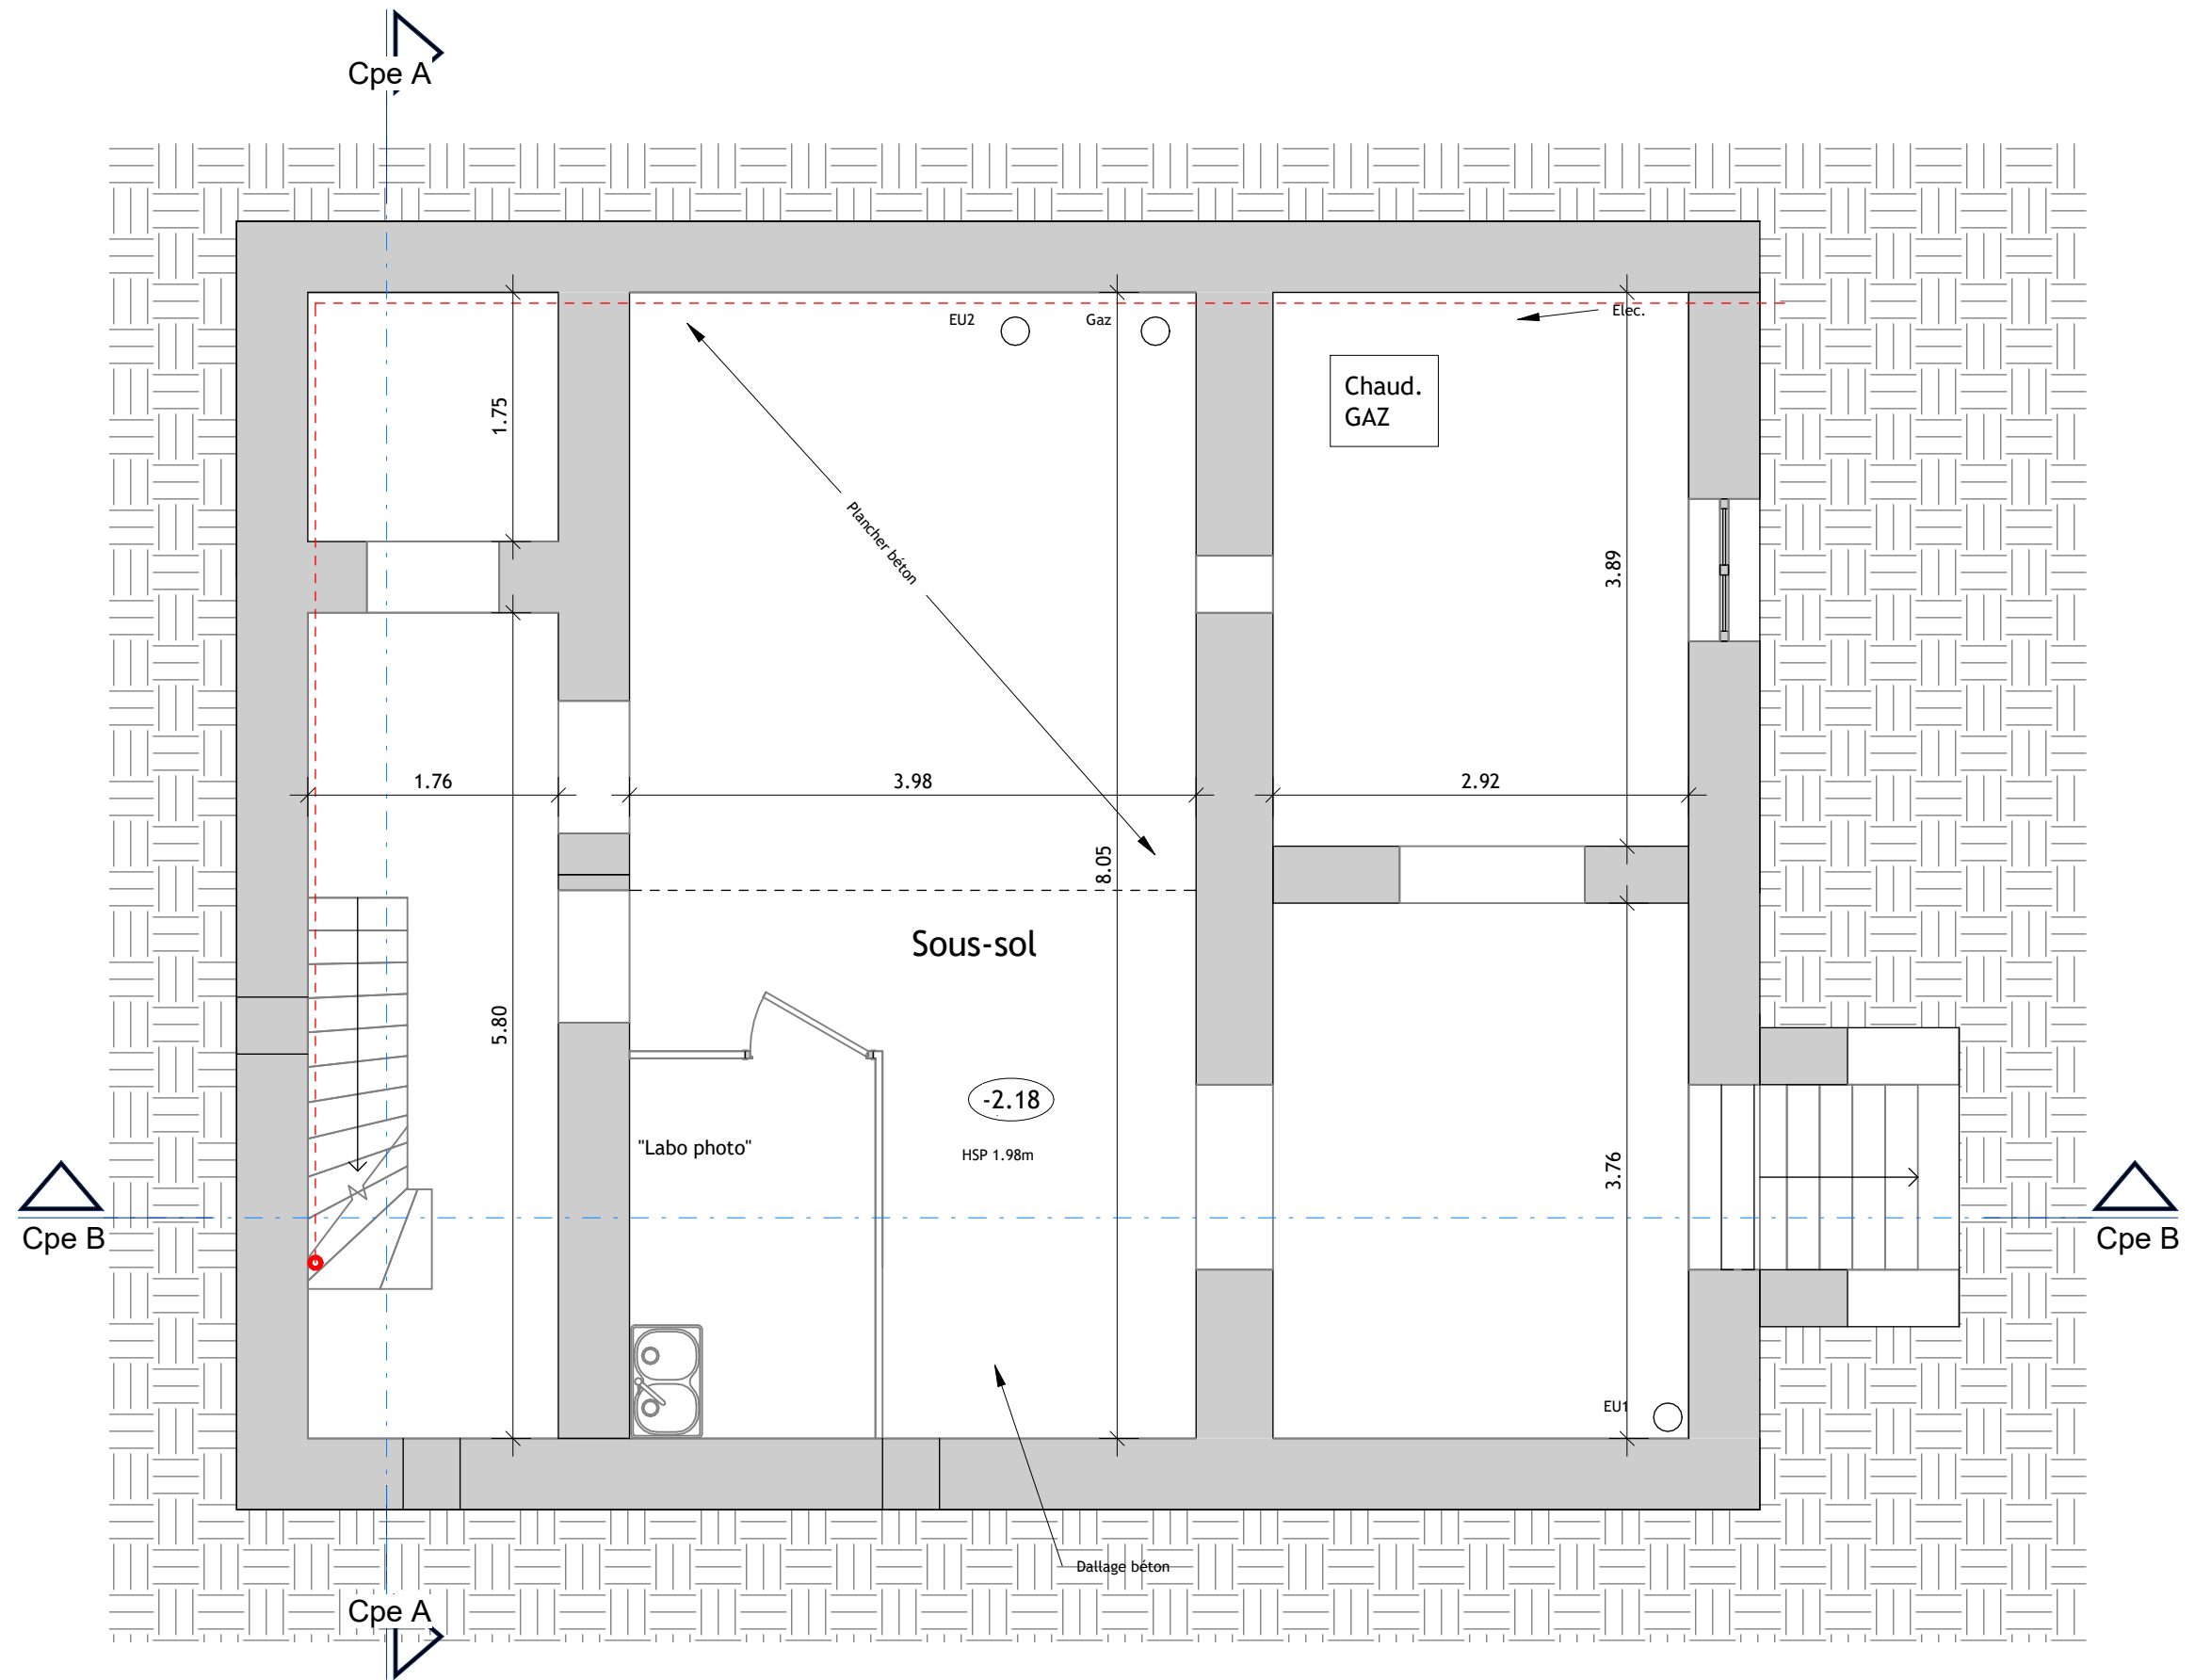 Cpe A
EU2
Gaz
Elec.
Chaud.
GAZ
1.75
Plancher béton
3.89
1.76
3.98
2.92
8.05
Sous-sol
5.80
-2.18
"Labo photo"
HSP 1.98m
3.76
Cpe B
Cpe B
EU1
Dallage béton
Cpe A